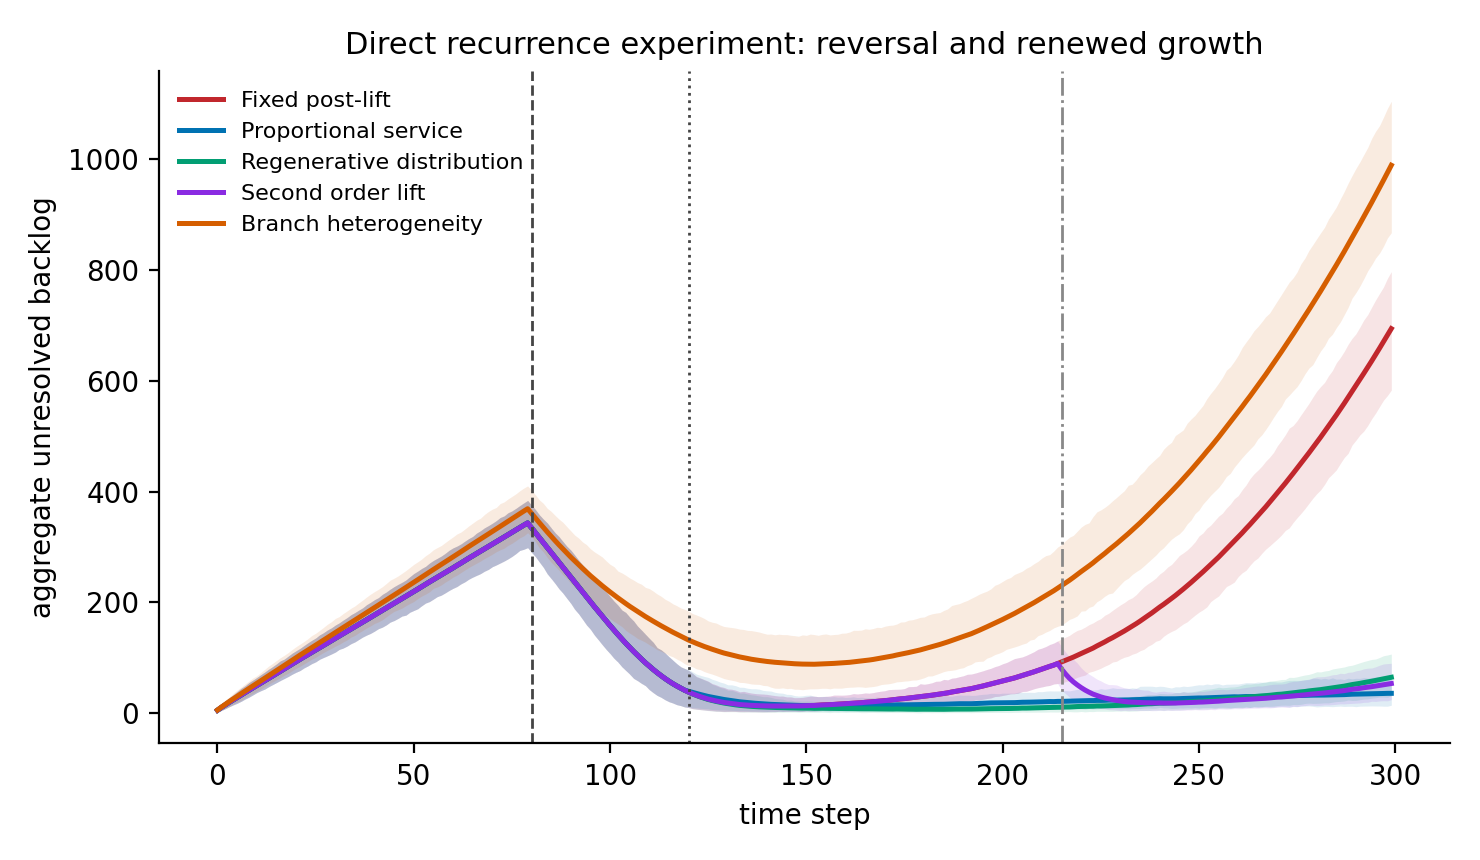 Direct recurrence experiment: reversal and renewed growth
Fixed post-lift
Proportional service
Regenerative distribution
Second order lift
Branch heterogeneity
aggregate unresolved backlog
1000
800
600
400
200
0
0 50 100 150 200 250 300
time step